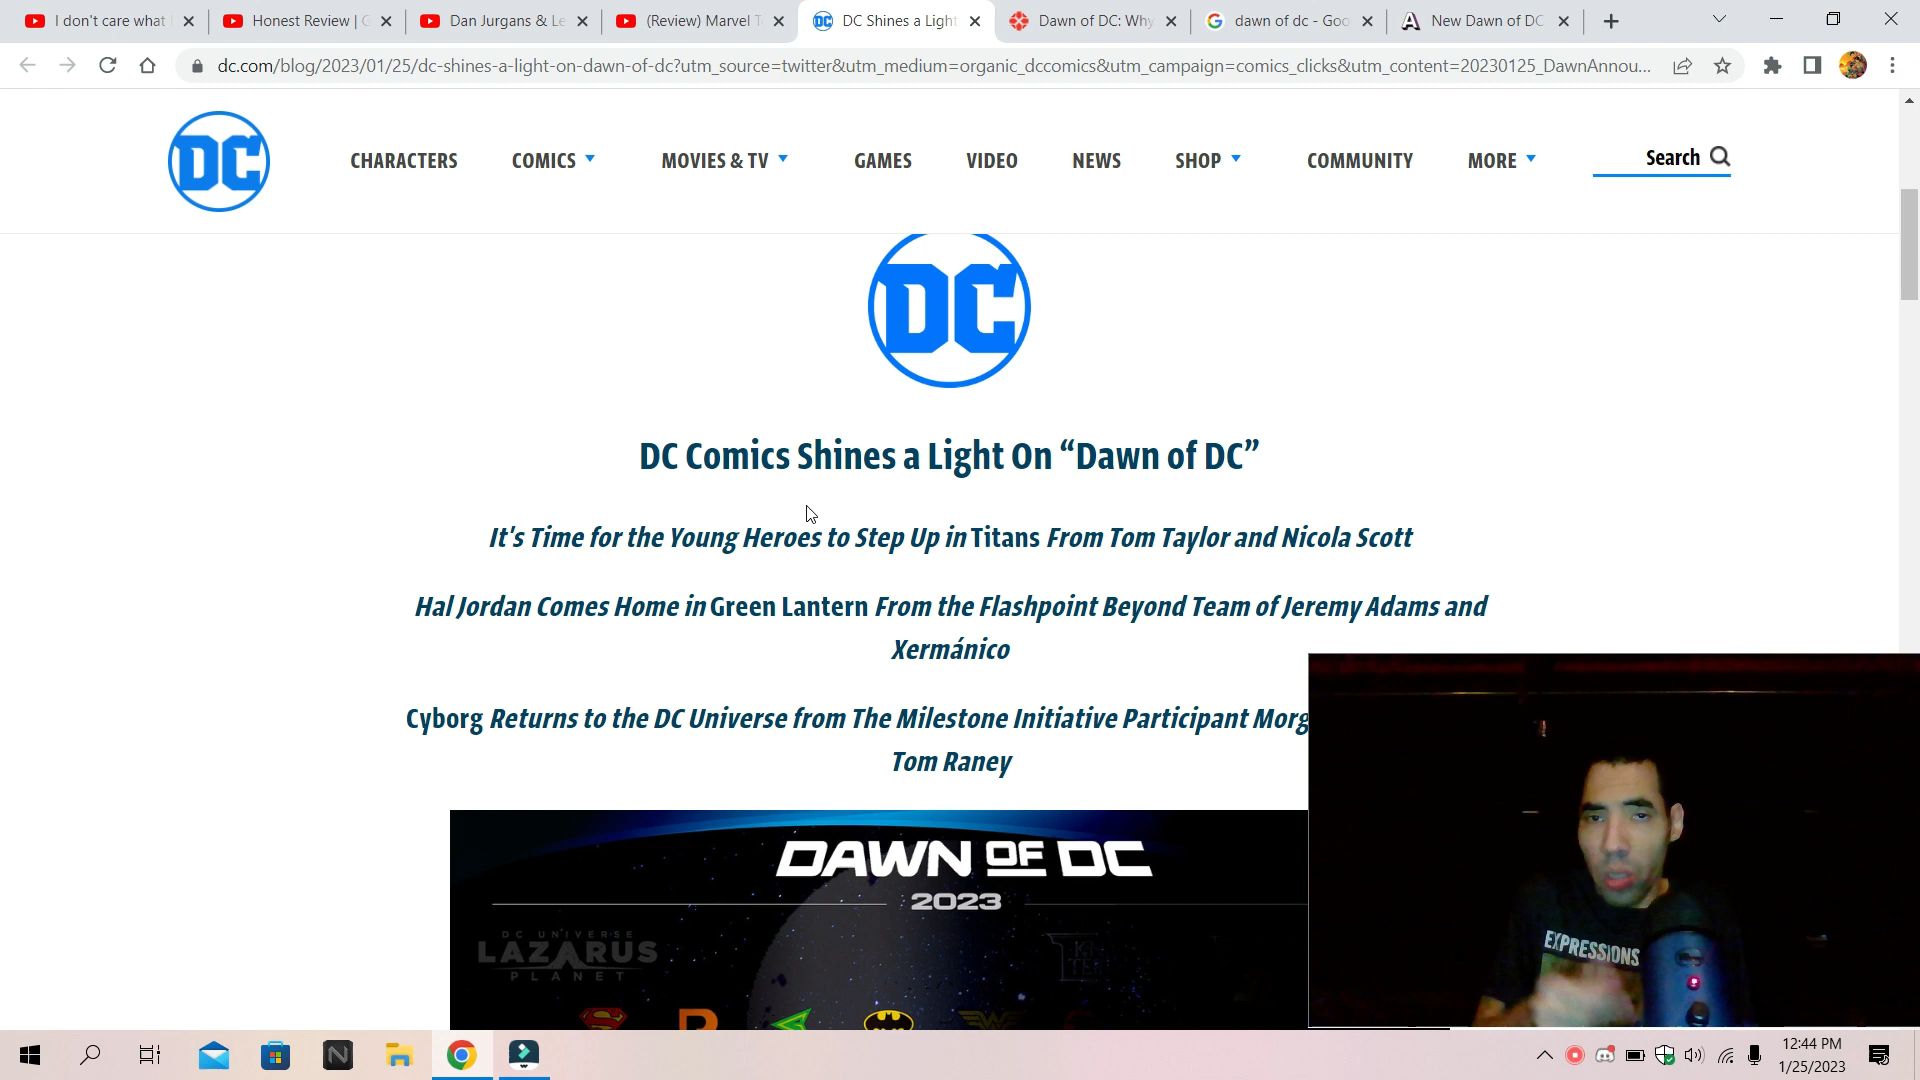 I don't care what
Honest Review |
Dan Jurgans & Le
(Review) Marvel T
DC Shines a Light
Dawn of DC: Why
dawn of dc - Goo
New Dawn of DC
dc.com/blog/2023/01/25/dc-shines-a-light-on-dawn-of-dc?utm_source=twitter&utm_medium=organic_dccomics&utm_campaign=comics_clicks&utm_content=20230125_DawnAnnou...
DC
CHARACTERS
COMICS
MOVIES & TV
GAMES
VIDEO
NEWS
SHOP
COMMUNITY
MORE
Search
DC
DC Comics Shines a Light On “Dawn of DC”
It's Time for the Young Heroes to Step Up in Titans From Tom Taylor and Nicola Scott
Hal Jordan Comes Home in Green Lantern From the Flashpoint Beyond Team of Jeremy Adams and
Xermánico
Cyborg Returns to the DC Universe from The Milestone Initiative Participant Morg
Tom Raney
DAWN OF DC
2023
DC UNIVERSE
LAZARUS
PLANET
EXPRESSIONS
12:44 PM
1/25/2023